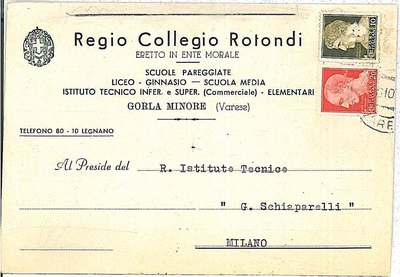 Regio Collegio Rotondi
ERETTO IN ENTE MORALE
SCUOLE PAREGGIATE
LICEO - GINNASIO — SCUOLA MEDIA
ISTITUTO TECNICO INFER. e SUPER. (Commerciale) - ELEMENTARI
GORLA MINORE (Varese)
TELEFONO 80 - 10 LEGNANO
Al Preside del R. Istituto Tecnico
" G. Schiaparelli "
MILANO